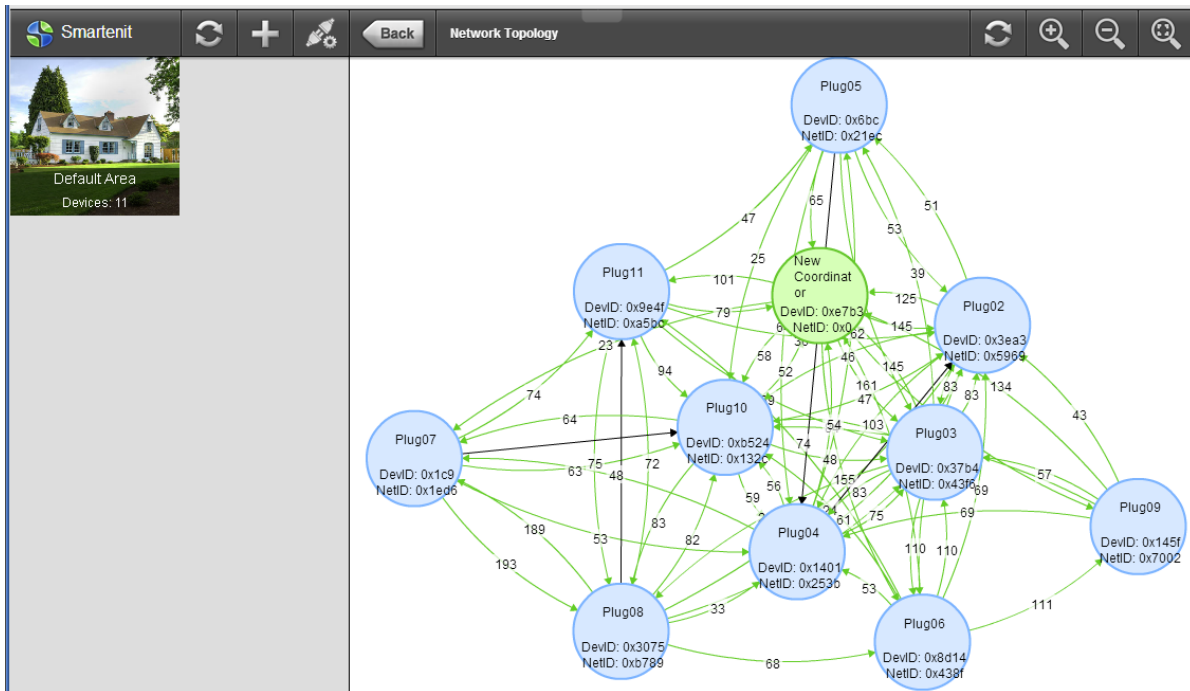 Smartenit
Back
Network Topology
Default Area
Devices: 11
Plug05
DevID: 0x6bc
NetID: 0x21ec
65
51
47
53
25
39
New
Coordinat
or
DevID: 0xe7b3
NetID: 0x0
Plug11
DevID: 0x9e4f
NetID: 0xa5bc
101
79
125
145
Plug02
DevID: 0x3ea3
NetID: 0x5969
62
23
58
46
52
145
94
161
83
83
134
74
47
43
Plug10
DevID: 0xb524
NetID: 0x132c
64
54
103
Plug03
DevID: 0x37b4
NetID: 0x43f6
Plug07
DevID: 0x1c9
NetID: 0x1ed6
74
75
72
48
63
48
57
155
56
59
83
69
69
Plug09
DevID: 0x145f
NetID: 0x7002
61
75
83
189
53
82
Plug04
DevID: 0x1401
NetID: 0x253b
110
110
193
53
33
111
Plug08
DevID: 0x3075
NetID: 0xb789
68
Plug06
DevID: 0x8d14
NetID: 0x438f